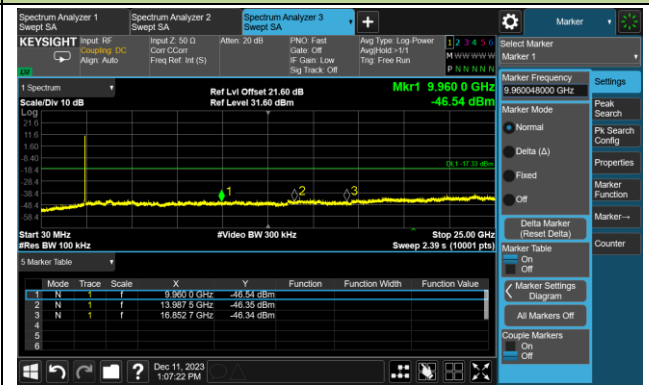 Spectrum Analyzer 1
Swept SA
Spectrum Analyzer 2
Swept SA
Spectrum Analyzer 3
Swept SA
Marker
KEYSIGHT
Input: RF
Coupling: DC
Align: Auto
Input Z: 50 Ω
Corr CCorr
Freq Ref: Int (S)
Atten: 20 dB
PNO: Fast
Gate: Off
IF Gain: Low
Sig Track: Off
Avg Type: Log-Power
Avg|Hold:>1/1
Trig: Free Run
1 2 3 4 5 6
M W W W W W
P N N N N N
Select Marker
Marker 1
1 Spectrum
Scale/Div 10 dB
Log
Ref Lvl Offset 21.60 dB
Ref Level 31.60 dBm
Mkr1 9.960 0 GHz
-46.54 dBm
21.6
11.6
1.60
-8.40
-18.4
-28.4
-38.4
-48.4
-58.4
DL1 -17.33 dBm
1
2
3
Start 30 MHz
#Res BW 100 kHz
#Video BW 300 kHz
Stop 25.00 GHz
Sweep 2.39 s (10001 pts)
5 Marker Table
Mode Trace Scale X Y Function Function Width Function Value
1 N 1 f 9.960 0 GHz -46.54 dBm
2 N 1 f 13.987 5 GHz -46.35 dBm
3 N 1 f 16.852 7 GHz -46.34 dBm
4
5
6
Marker Frequency
9.960048000 GHz
Marker Mode
Normal
Delta (Δ)
Fixed
Off
Delta Marker
(Reset Delta)
Marker Table
On
Off
Marker Settings
Diagram
All Markers Off
Couple Markers
On
Off
Settings
Peak
Search
Pk Search
Config
Properties
Marker
Function
Marker→
Counter
?
Dec 11, 2023
1:07:22 PM